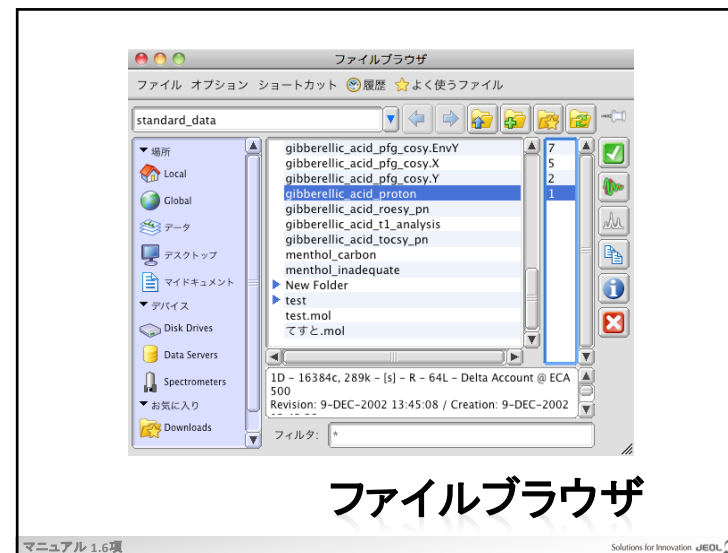 ファイルブラウザ
ファイル オプション ショートカット 履歴 よく使うファイル
standard_data
▼場所
Local
Global
データ
デスクトップ
マイドキュメント
▼デバイス
Disk Drives
Data Servers
Spectrometers
▼お気に入り
Downloads
gibberellic_acid_pfg_cosy.EnvY
gibberellic_acid_pfg_cosy.X
gibberellic_acid_pfg_cosy.Y
gibberellic_acid_proton
gibberellic_acid_roesy_pn
gibberellic_acid_t1_analysis
gibberellic_acid_tocsy_pn
menthol_carbon
menthol_inadequate
New Folder
test
test.mol
てすと.mol
7
5
2
1
1D – 16384c, 289k – [s] – R – 64L – Delta Account @ ECA
500
Revision: 9-DEC-2002 13:45:08 / Creation: 9-DEC-2002
フィルタ: *
ファイルブラウザ
マニュアル 1.6項
Solutions for Innovation JEOL